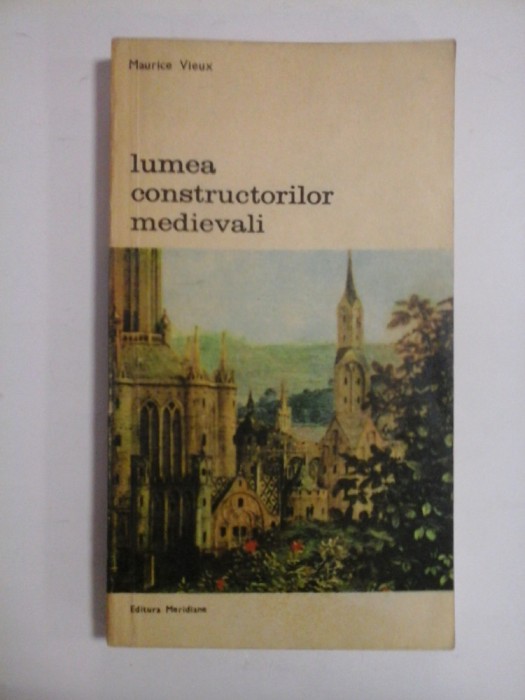 Maurice Vieux
lumea
constructorilor
medievali
Editura Meridiane